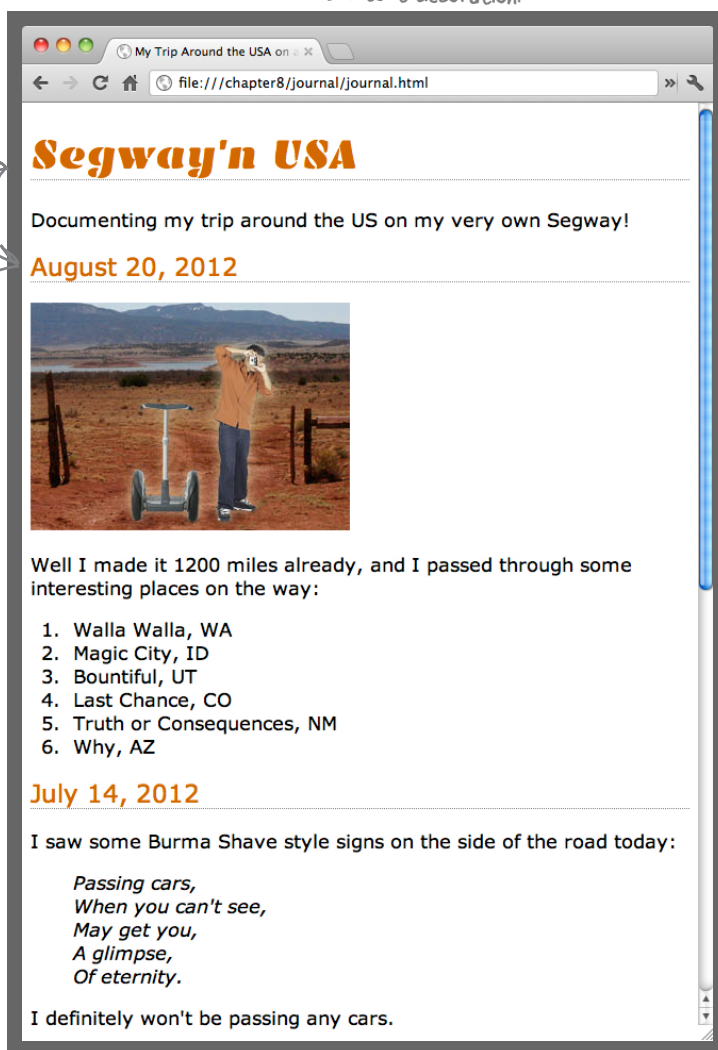 decoration.
My Trip Around the USA on a
file:///chapter8/journal/journal.html
Segway'n USA
Documenting my trip around the US on my very own Segway!
August 20, 2012
Well I made it 1200 miles already, and I passed through some
interesting places on the way:
1. Walla Walla, WA
2. Magic City, ID
3. Bountiful, UT
4. Last Chance, CO
5. Truth or Consequences, NM
6. Why, AZ
July 14, 2012
I saw some Burma Shave style signs on the side of the road today:
Passing cars,
When you can't see,
May get you,
A glimpse,
Of eternity.
I definitely won't be passing any cars.